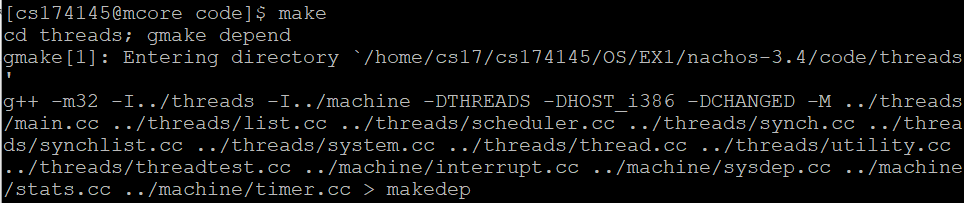 [cs174145@mcore code]$ make
cd threads; gmake depend
gmake[1]: Entering directory `/home/cs17/cs174145/OS/EX1/nachos-3.4/code/threads
'
g++ -m32 -I../threads -I../machine -DTHREADS -DHOST_i386 -DCHANGED -M ../threads
/main.cc ../threads/list.cc ../threads/scheduler.cc ../threads/synch.cc ../threa
ds/synchlist.cc ../threads/system.cc ../threads/thread.cc ../threads/utility.cc
../threads/threadtest.cc ../machine/interrupt.cc ../machine/sysdep.cc ../machine
/stats.cc ../machine/timer.cc > makedep